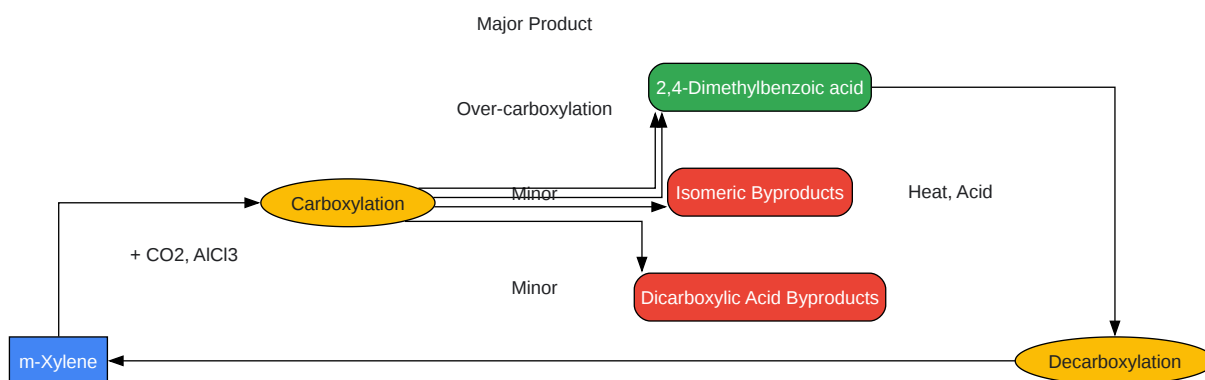 Major Product
2,4-Dimethylbenzoic acid
Over-carboxylation
Minor
Isomeric Byproducts
Heat, Acid
Carboxylation
+ CO2, AlCl3
Minor
Dicarboxylic Acid Byproducts
m-Xylene
Decarboxylation